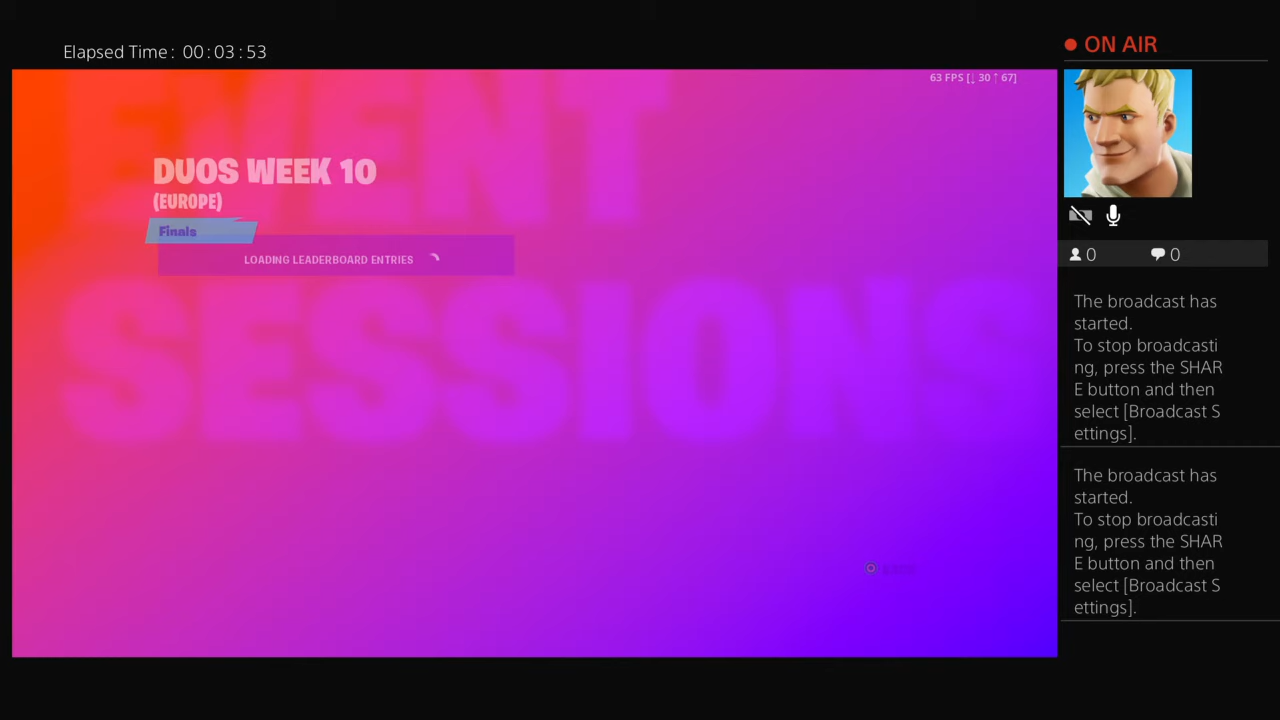 Elapsed Time: 00:03:53
ON AIR
63 FPS [↓ 30 ↑ 67]
EVENT
SESSIONS
DUOS WEEK 10
(EUROPE)
Finals
LOADING LEADERBOARD ENTRIES
0 0
The broadcast has
started.
To stop broadcasti
ng, press the SHAR
E button and then
select [Broadcast S
ettings].
The broadcast has
started.
To stop broadcasti
ng, press the SHAR
E button and then
select [Broadcast S
ettings].